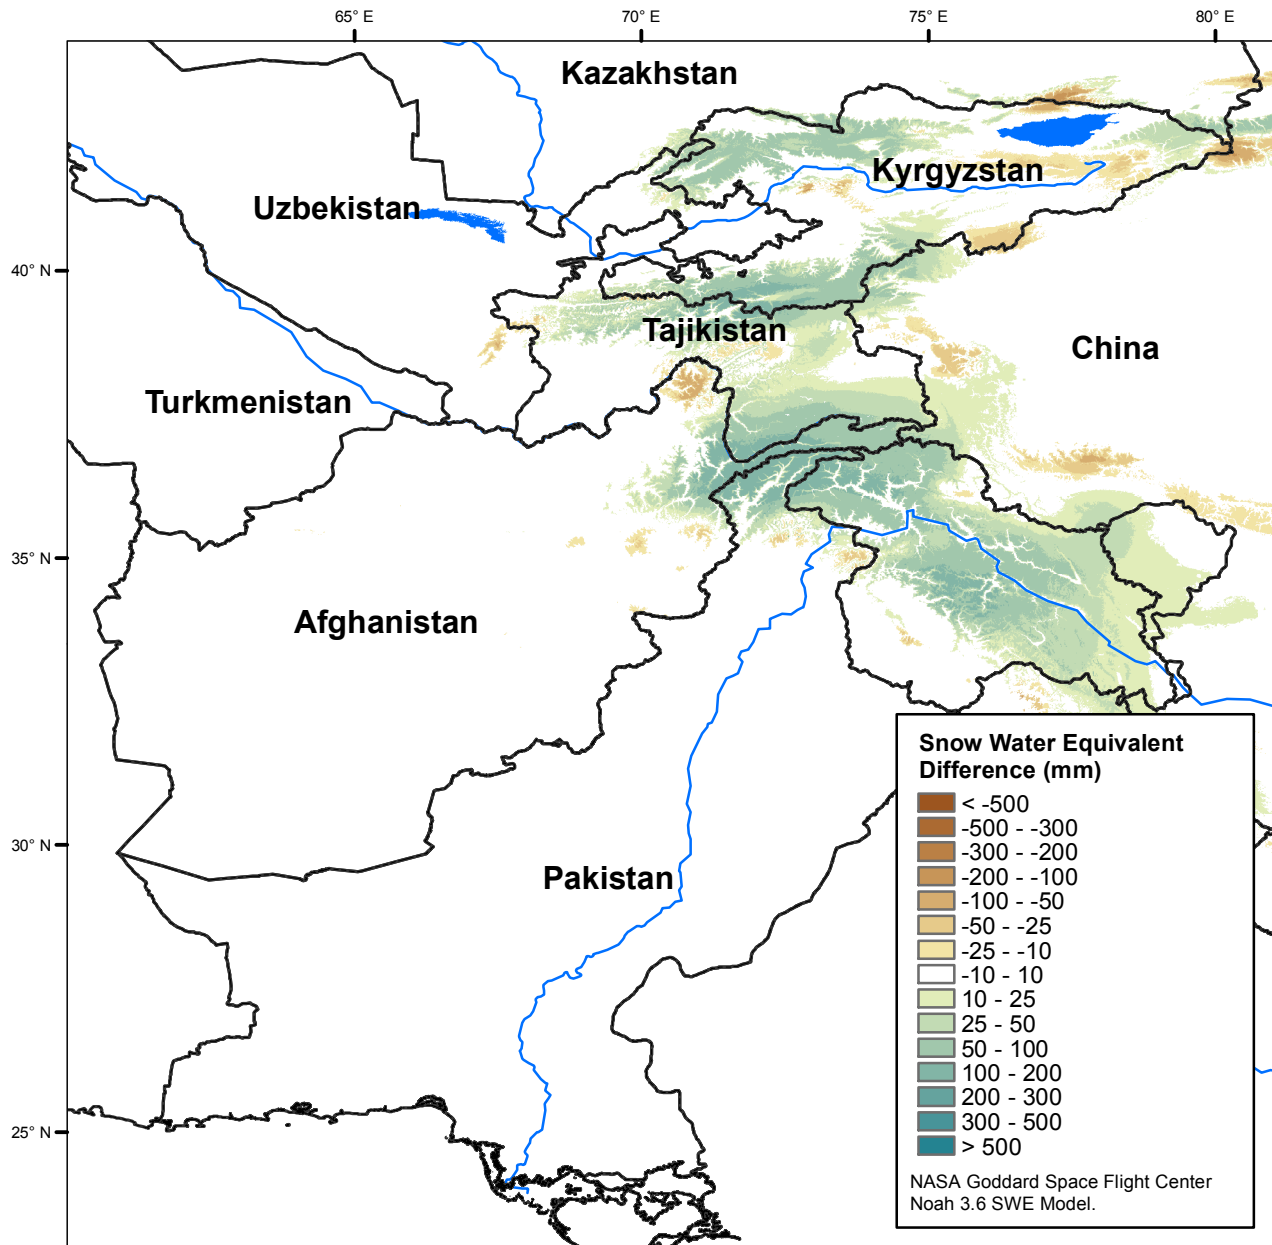 65° E
70° E
75° E
80° E
Kazakhstan
Kyrgyzstan
Uzbekistan
40° N
Tajikistan
China
Turkmenistan
35° N
Afghanistan
Snow Water Equivalent
Difference (mm)
< -500
-500 - -300
-300 - -200
-200 - -100
-100 - -50
-50 - -25
-25 - -10
-10 - 10
10 - 25
25 - 50
50 - 100
100 - 200
200 - 300
300 - 500
> 500
30° N
Pakistan
25° N
NASA Goddard Space Flight Center
Noah 3.6 SWE Model.